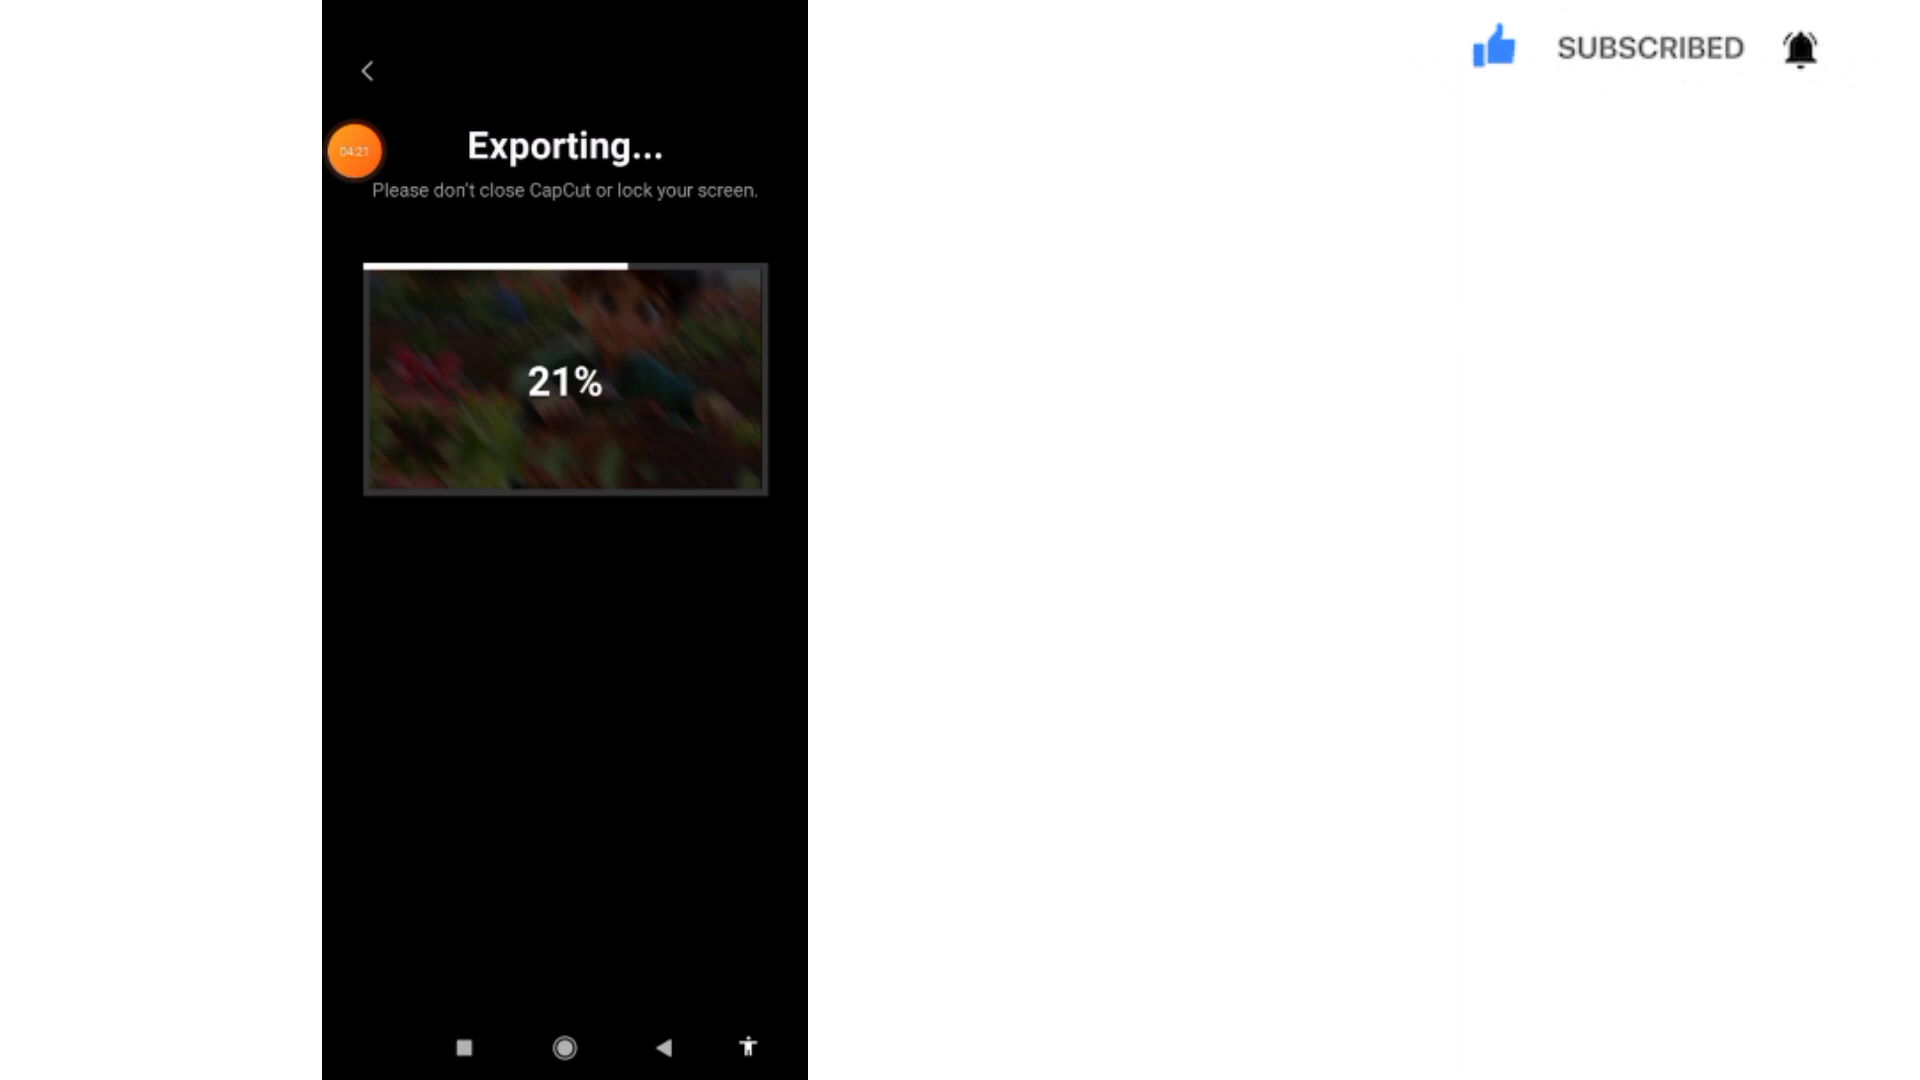 SUBSCRIBED
04:21
Exporting...
Please don't close CapCut or lock your screen.
21%